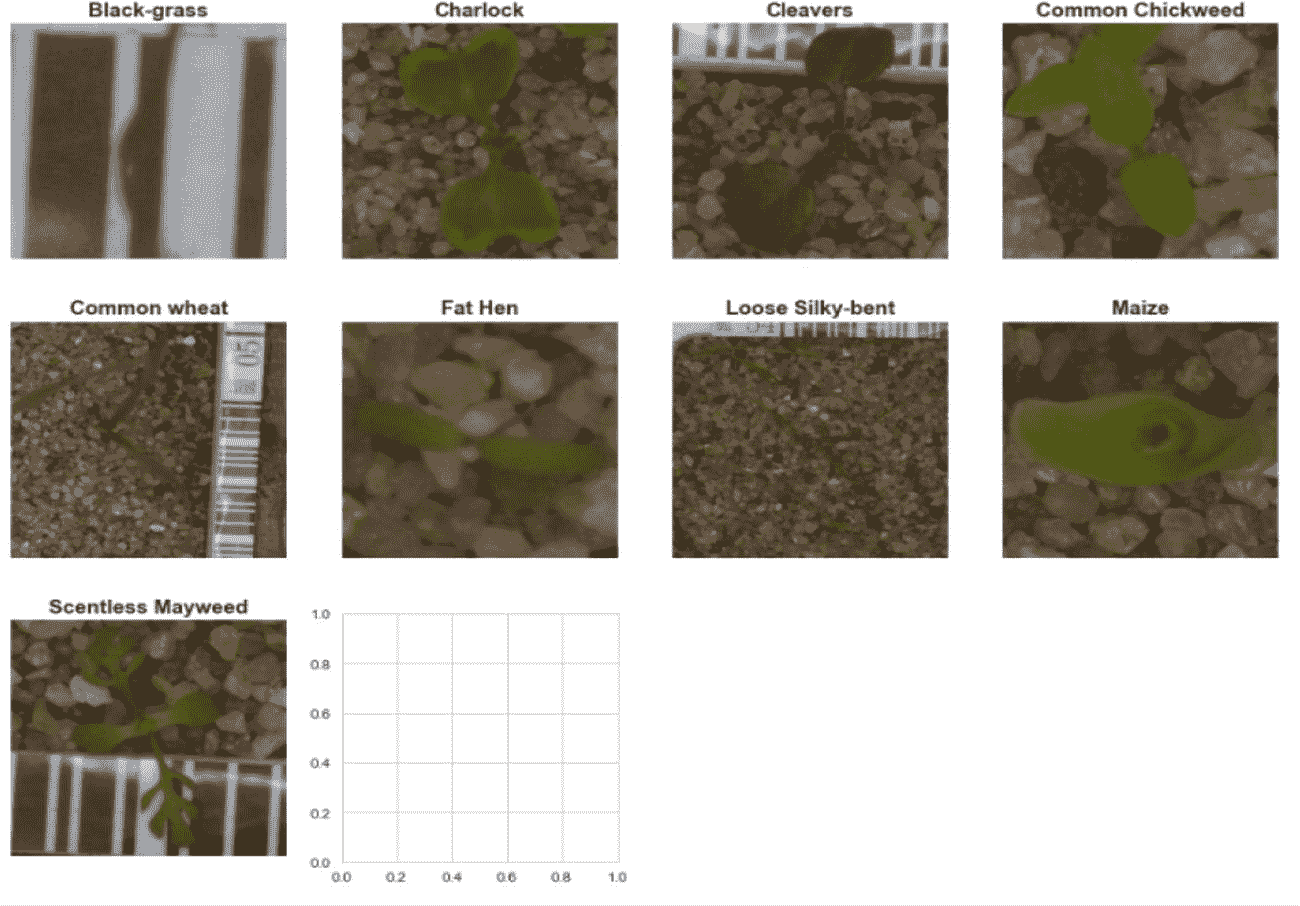 Black-grass Charlock Cleavers Common Chickweed
Common wheat Fat Hen Loose Silky-bent Maize
05
54
Scentless Mayweed
1.0
0.8
0.6
0.4
0.2
0.0
0.0 0.2 0.4 0.6 0.8 1.0